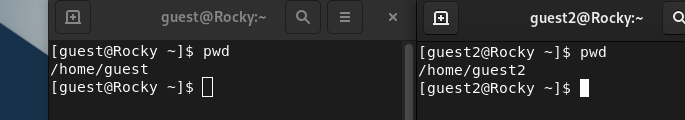 guest@Rocky:~
[guest@Rocky ~]$ pwd
/home/guest
[guest@Rocky ~]$
guest2@Rocky:~
[guest2@Rocky ~]$ pwd
/home/guest2
[guest2@Rocky ~]$